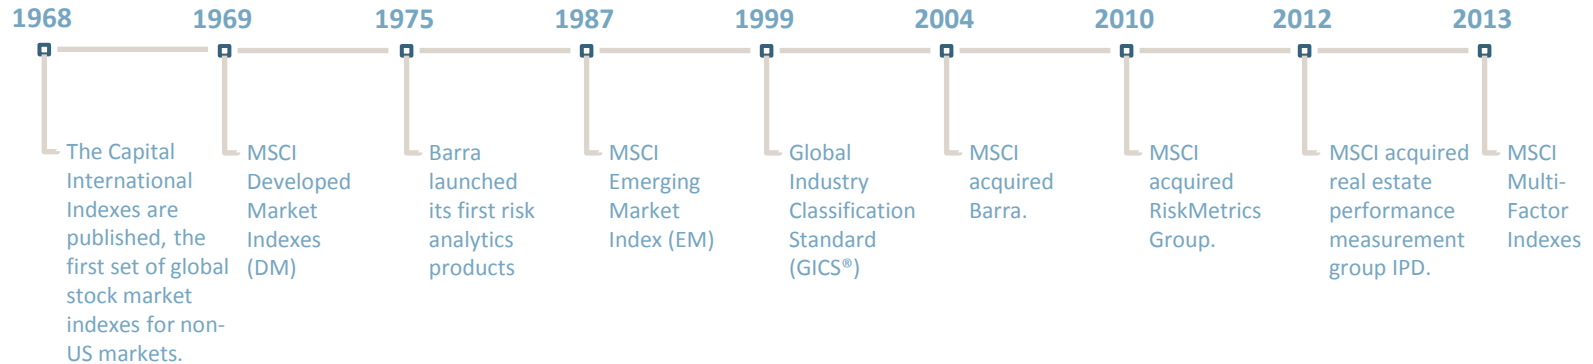 1968
1969
1975
1987
1999
2004
2010
2012
2013
The Capital
International
Indexes are
published, the
first set of global
stock market
indexes for non-
US markets.
MSCI
Developed
Market
Indexes
(DM)
Barra
launched
its first risk
analytics
products
MSCI
Emerging
Market
Index (EM)
Global
Industry
Classification
Standard
(GICS®)
MSCI
acquired
Barra.
MSCI
acquired
RiskMetrics
Group.
MSCI acquired
real estate
performance
measurement
group IPD.
MSCI
Multi-
Factor
Indexes